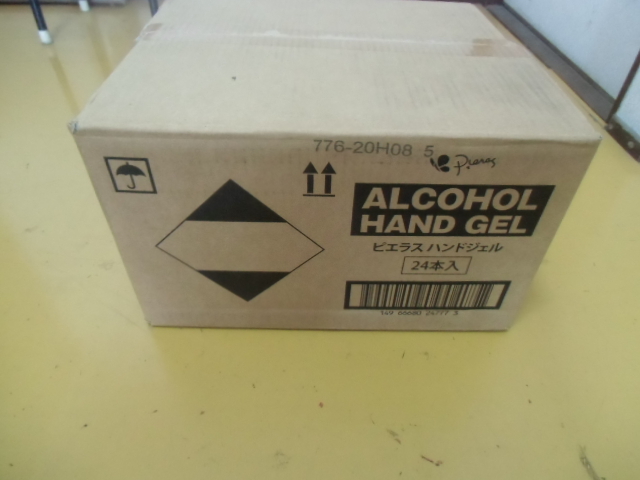 776-20H08 5
Pieras
ALCOHOL
HAND GEL
ピエラス ハンドジェル
24本入